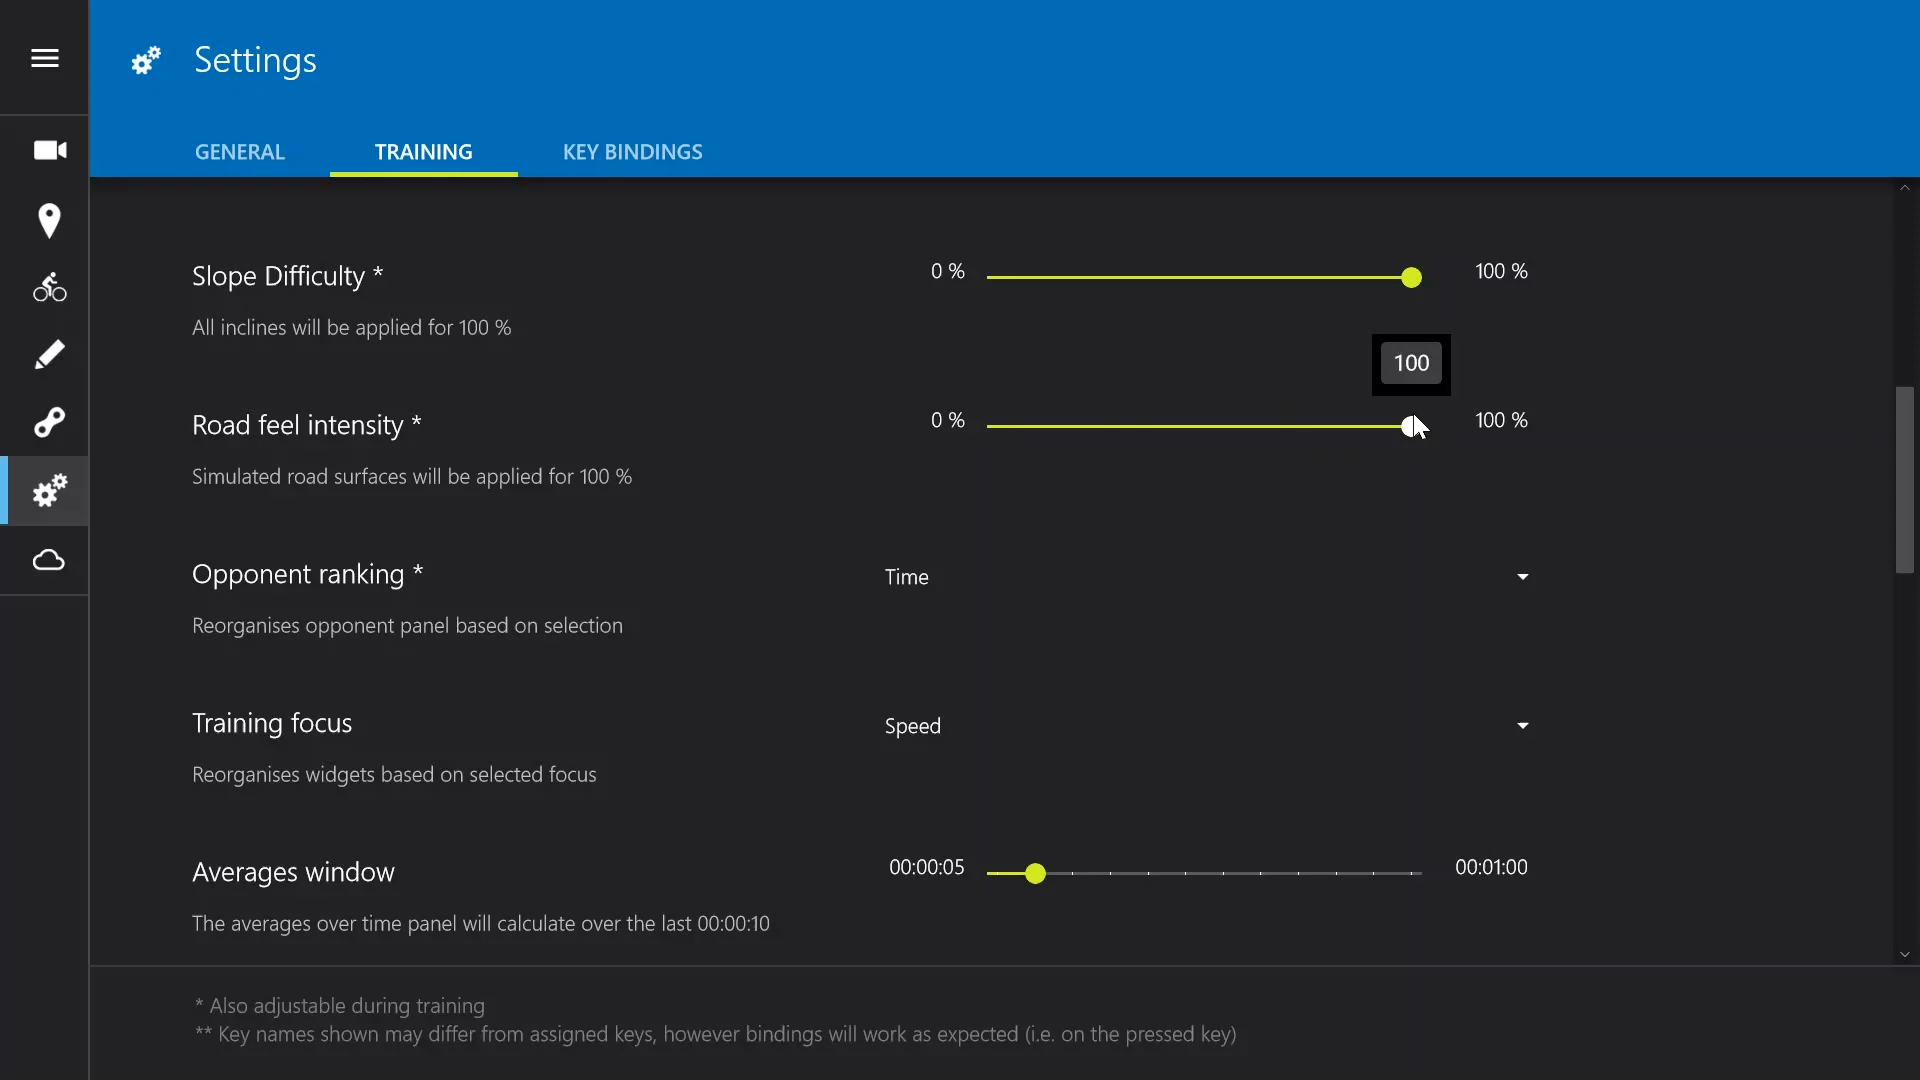 Settings
GENERAL TRAINING KEY BINDINGS
Slope Difficulty * 0 % 100 %
All inclines will be applied for 100 %
100
Road feel intensity * 0 % 100 %
Simulated road surfaces will be applied for 100 %
Opponent ranking * Time
Reorganises opponent panel based on selection
Training focus Speed
Reorganises widgets based on selected focus
Averages window 00:00:05 00:01:00
The averages over time panel will calculate over the last 00:00:10
* Also adjustable during training
** Key names shown may differ from assigned keys, however bindings will work as expected (i.e. on the pressed key)